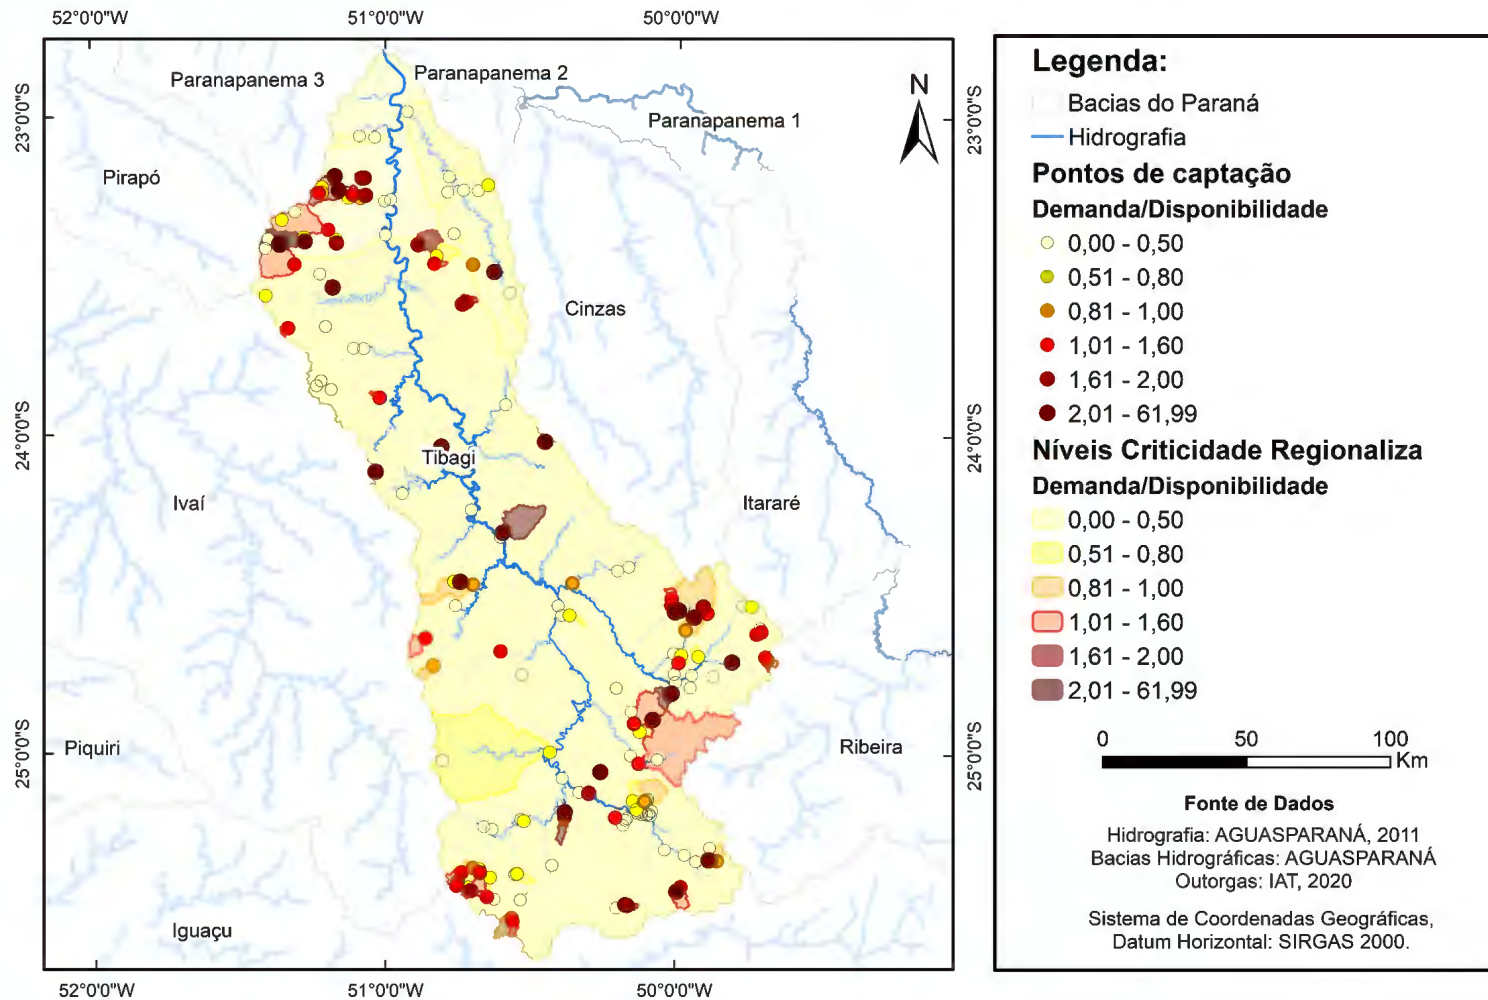 52°0'0"W
51°0'0"W
50°0'0"W
23°0'0"S
24°0'0"S
25°0'0"S
Paranapanema 3
Paranapanema 2
Paranapanema 1
N
Pirapó
Cinzas
Tibagi
Ivaí
Itararé
Piquiri
Ribeira
Iguaçu
23°0'0"S
24°0'0"S
25°0'0"S
52°0'0"W
51°0'0"W
50°0'0"W
Legenda:
Bacias do Paraná
Hidrografia
Pontos de captação
Demanda/Disponibilidade
0,00 - 0,50
0,51 - 0,80
0,81 - 1,00
1,01 - 1,60
1,61 - 2,00
2,01 - 61,99
Níveis Criticidade Regionaliza
Demanda/Disponibilidade
0,00 - 0,50
0,51 - 0,80
0,81 - 1,00
1,01 - 1,60
1,61 - 2,00
2,01 - 61,99
0 50 100
Km
Fonte de Dados
Hidrografia: AGUASPARANÁ, 2011
Bacias Hidrográficas: AGUASPARANÁ
Outorgas: IAT, 2020
Sistema de Coordenadas Geográficas,
Datum Horizontal: SIRGAS 2000.